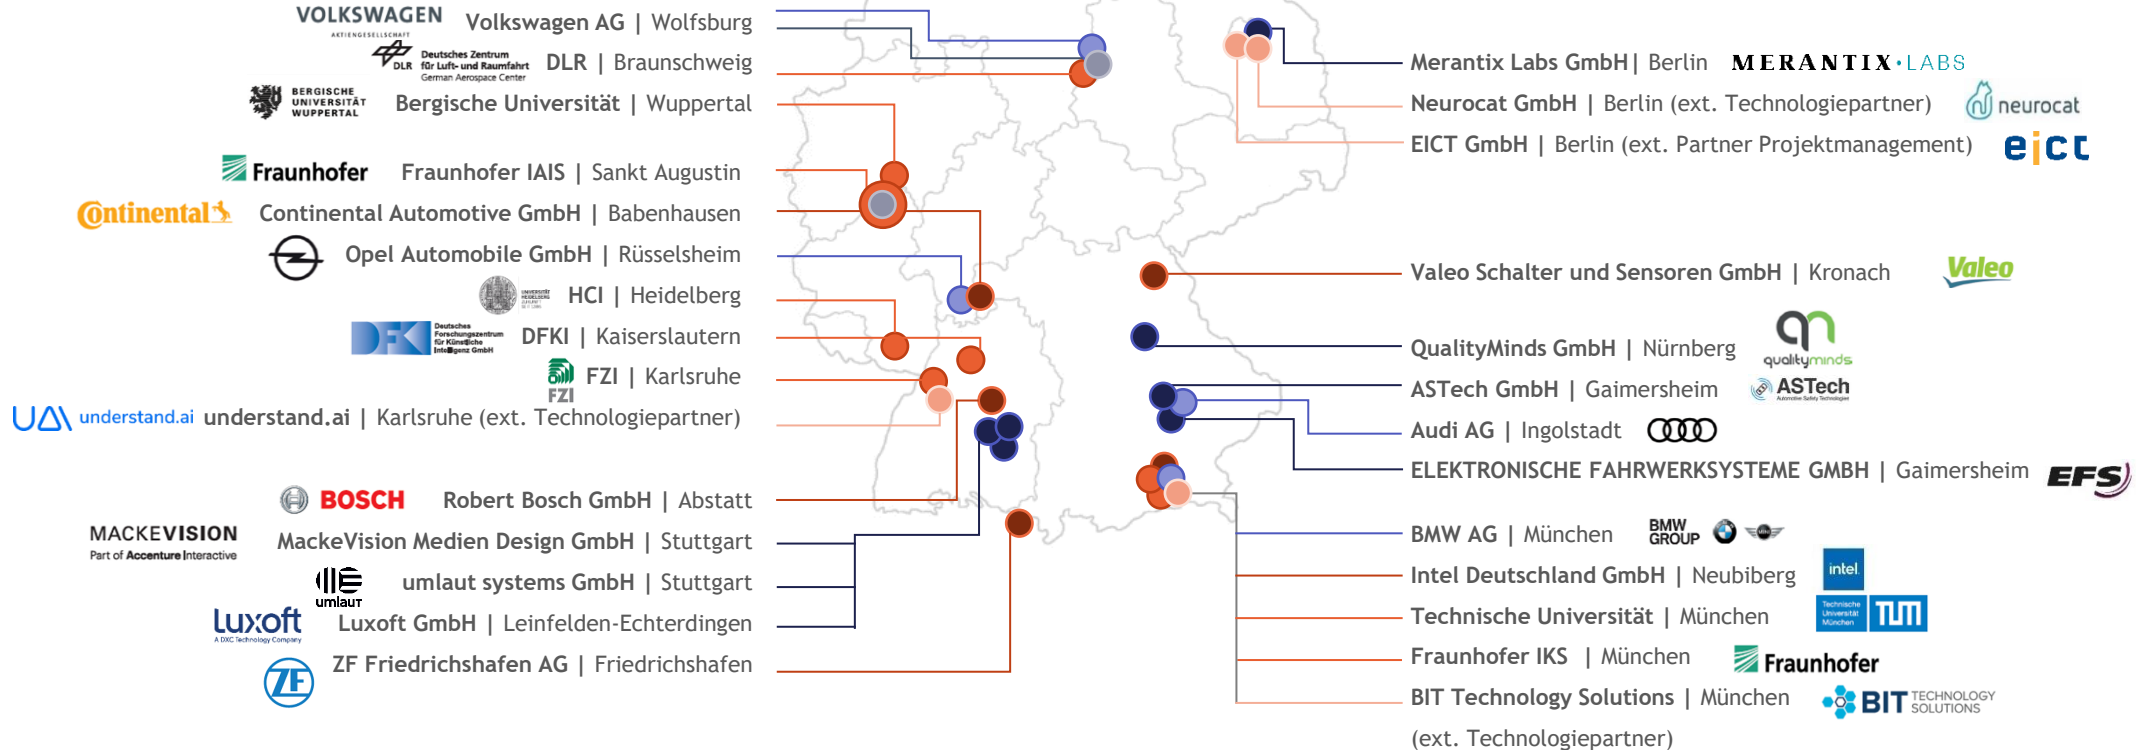 VOLKSWAGEN
AKTIENGESELLSCHAFT
Volkswagen AG | Wolfsburg
DLR
Deutsches Zentrum
für Luft- und Raumfahrt
German Aerospace Center
DLR | Braunschweig
BERGISCHE
UNIVERSITÄT
WUPPERTAL
Bergische Universität | Wuppertal
Fraunhofer
Fraunhofer IAIS | Sankt Augustin
Continental
Continental Automotive GmbH | Babenhausen
Opel Automobile GmbH | Rüsselsheim
UNIVERSITÄT
HEIDELBERG
ZUKUNFT
SEIT 1386
HCI | Heidelberg
DFKI
Deutsches
Forschungszentrum
für Künstliche
Intelligenz GmbH
DFKI | Kaiserslautern
FZI
FZI | Karlsruhe
understand.ai
understand.ai | Karlsruhe (ext. Technologiepartner)
BOSCH
Robert Bosch GmbH | Abstatt
MACKEVISION
Part of Accenture Interactive
MackeVision Medien Design GmbH | Stuttgart
umlaut
umlaut systems GmbH | Stuttgart
Luxoft
A DXC Technology Company
Luxoft GmbH | Leinfelden-Echterdingen
ZF
ZF Friedrichshafen AG | Friedrichshafen
Merantix Labs GmbH| Berlin
MERANTIX·LABS
Neurocat GmbH | Berlin (ext. Technologiepartner)
neurocat
EICT GmbH | Berlin (ext. Partner Projektmanagement)
eict
Valeo Schalter und Sensoren GmbH | Kronach
Valeo
QualityMinds GmbH | Nürnberg
qualityminds
ASTech GmbH | Gaimersheim
ASTech
Automotive Safety Technologies
Audi AG | Ingolstadt
ELEKTRONISCHE FAHRWERKSYSTEME GMBH | Gaimersheim
EFS
BMW AG | München
BMW
GROUP
Intel Deutschland GmbH | Neubiberg
intel.
Technische Universität | München
Technische
Universität
München
TUM
Fraunhofer IKS | München
Fraunhofer
BIT Technology Solutions | München
(ext. Technologiepartner)
BIT TECHNOLOGY
SOLUTIONS